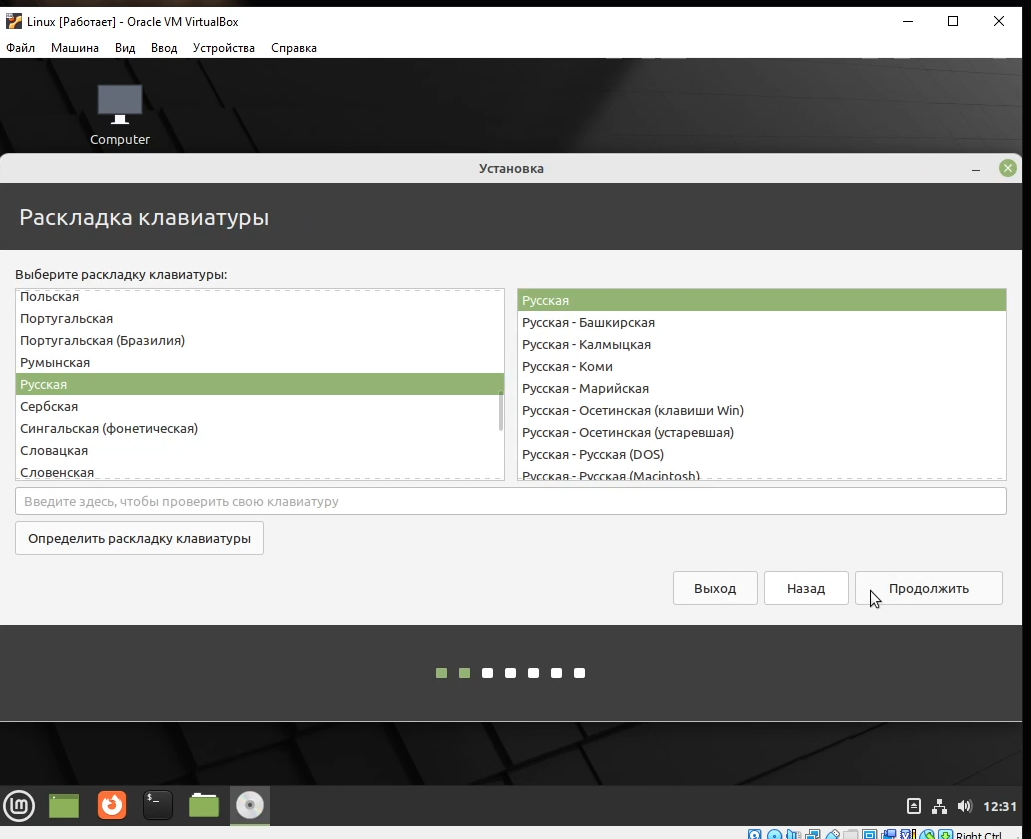 Linux [Работает] - Oracle VM VirtualBox
Файл Машина Вид Ввод Устройства Справка
Computer
Установка
Раскладка клавиатуры
Выберите раскладку клавиатуры:
Польская
Португальская
Португальская (Бразилия)
Румынская
Русская
Сербская
Сингальская (фонетическая)
Словацкая
Словенская
Русская
Русская - Башкирская
Русская - Калмыцкая
Русская - Коми
Русская - Марийская
Русская - Осетинская (клавиши Win)
Русская - Осетинская (устаревшая)
Русская - Русская (DOS)
Русская - Русская (Macintosh)
Введите здесь, чтобы проверить свою клавиатуру
Определить раскладку клавиатуры
Выход Назад Продолжить
12:31
Right Ctrl